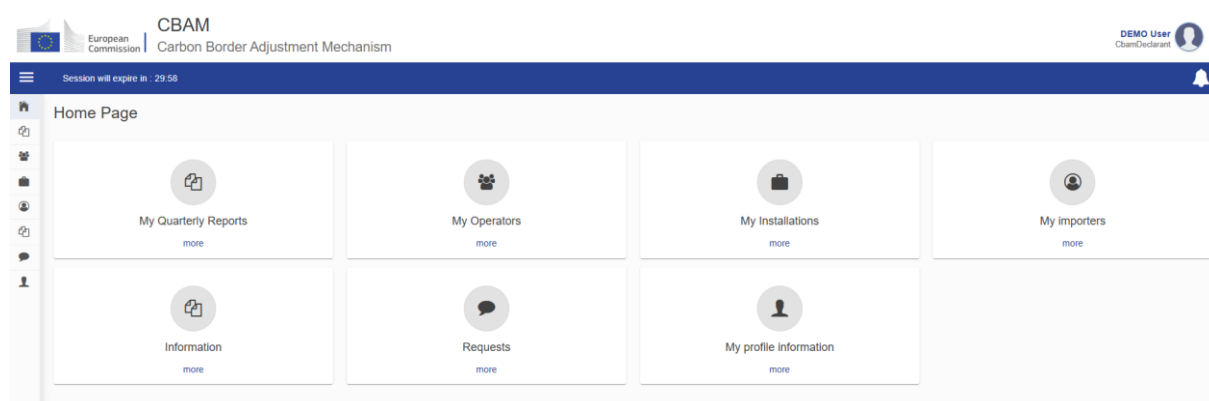 European
Commission
CBAM
Carbon Border Adjustment Mechanism
DEMO User
CbamDeclarant
Session will expire in : 29:58
Home Page
My Quarterly Reports
more
My Operators
more
My Installations
more
My importers
more
Information
more
Requests
more
My profile information
more